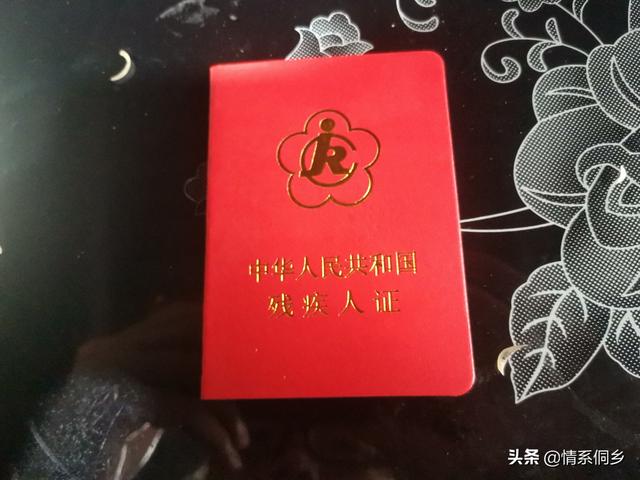 中华人民共和国
残疾人证
头条 @情系侗乡